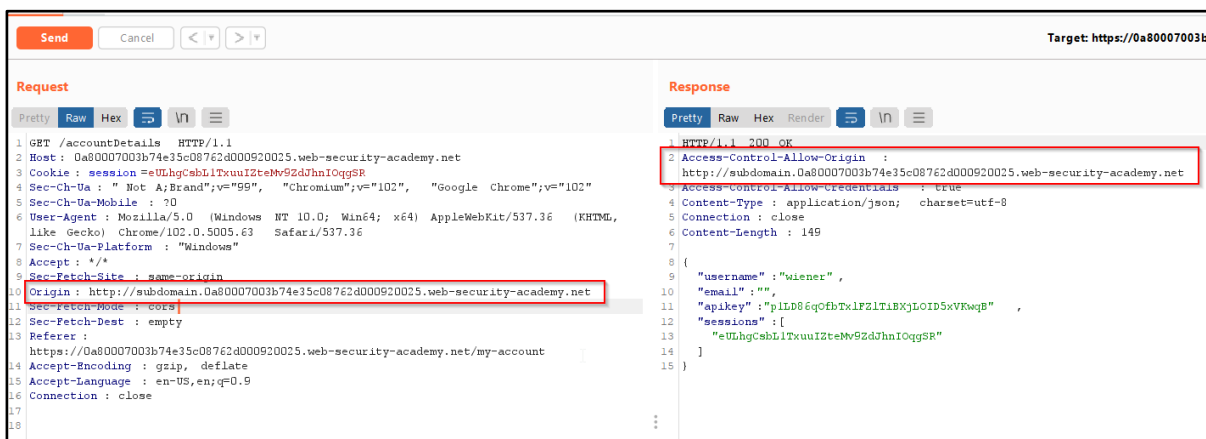 Send
Cancel
Target: https://0a80007003b
Request
Response
Pretty Raw Hex \n
Pretty Raw Hex Render \n
1 GET /accountDetails HTTP/1.1
2 Host : 0a80007003b74e35c08762d000920025.web-security-academy.net
3 Cookie : session =eULhgCsbLlTxuuIZteMv9ZdJhnIOqgSR
4 Sec-Ch-Ua : " Not A;Brand";v="99", "Chromium";v="102", "Google Chrome";v="102"
5 Sec-Ch-Ua-Mobile : ?0
6 User-Agent : Mozilla/5.0 (Windows NT 10.0; Win64; x64) AppleWebKit/537.36 (KHTML,
like Gecko) Chrome/102.0.5005.63 Safari/537.36
7 Sec-Ch-Ua-Platform : "Windows"
8 Accept : */*
9 Sec-Fetch-Site : same-origin
10 Origin : http://subdomain.0a80007003b74e35c08762d000920025.web-security-academy.net
11 Sec-Fetch-Mode : cors
12 Sec-Fetch-Dest : empty
13 Referer :
https://0a80007003b74e35c08762d000920025.web-security-academy.net/my-account
14 Accept-Encoding : gzip, deflate
15 Accept-Language : en-US,en;q=0.9
16 Connection : close
17
18
1 HTTP/1.1 200 OK
2 Access-Control-Allow-Origin :
http://subdomain.0a80007003b74e35c08762d000920025.web-security-academy.net
3 Access-Control-Allow-Credentials : true
4 Content-Type : application/json; charset=utf-8
5 Connection : close
6 Content-Length : 149
7
8 {
9 "username" :"wiener" ,
10 "email" :"",
11 "apikey" :"p1LD86qOfbTxlFZlTiBXjLOID5xVKwqB" ,
12 "sessions" :[
13 "eULhgCsbLlTxuuIZteMv9ZdJhnIOqgSR"
14 ]
15 }